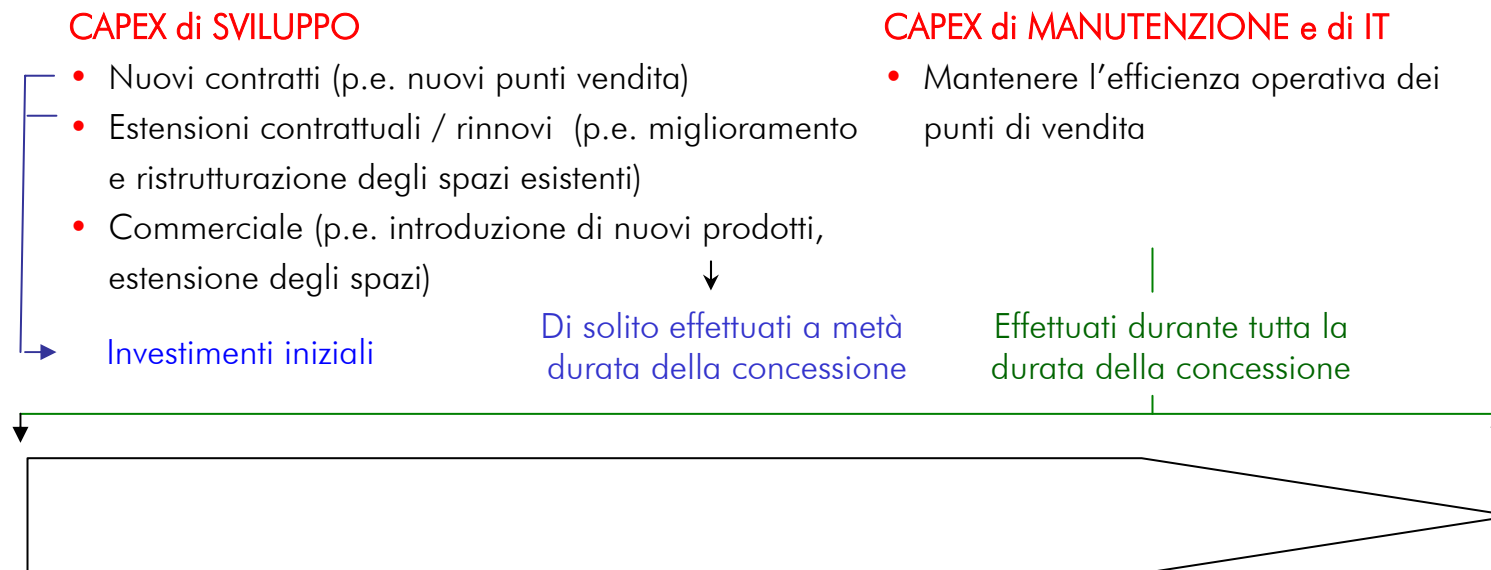 CAPEX di SVILUPPO
• Nuovi contratti (p.e. nuovi punti vendita)
• Estensioni contrattuali / rinnovi (p.e. miglioramento
e ristrutturazione degli spazi esistenti)
• Commerciale (p.e. introduzione di nuovi prodotti,
estensione degli spazi)
Investimenti iniziali
Di solito effettuati a metà
durata della concessione
CAPEX di MANUTENZIONE e di IT
• Mantenere l'efficienza operativa dei
punti di vendita
Effettuati durante tutta la
durata della concessione